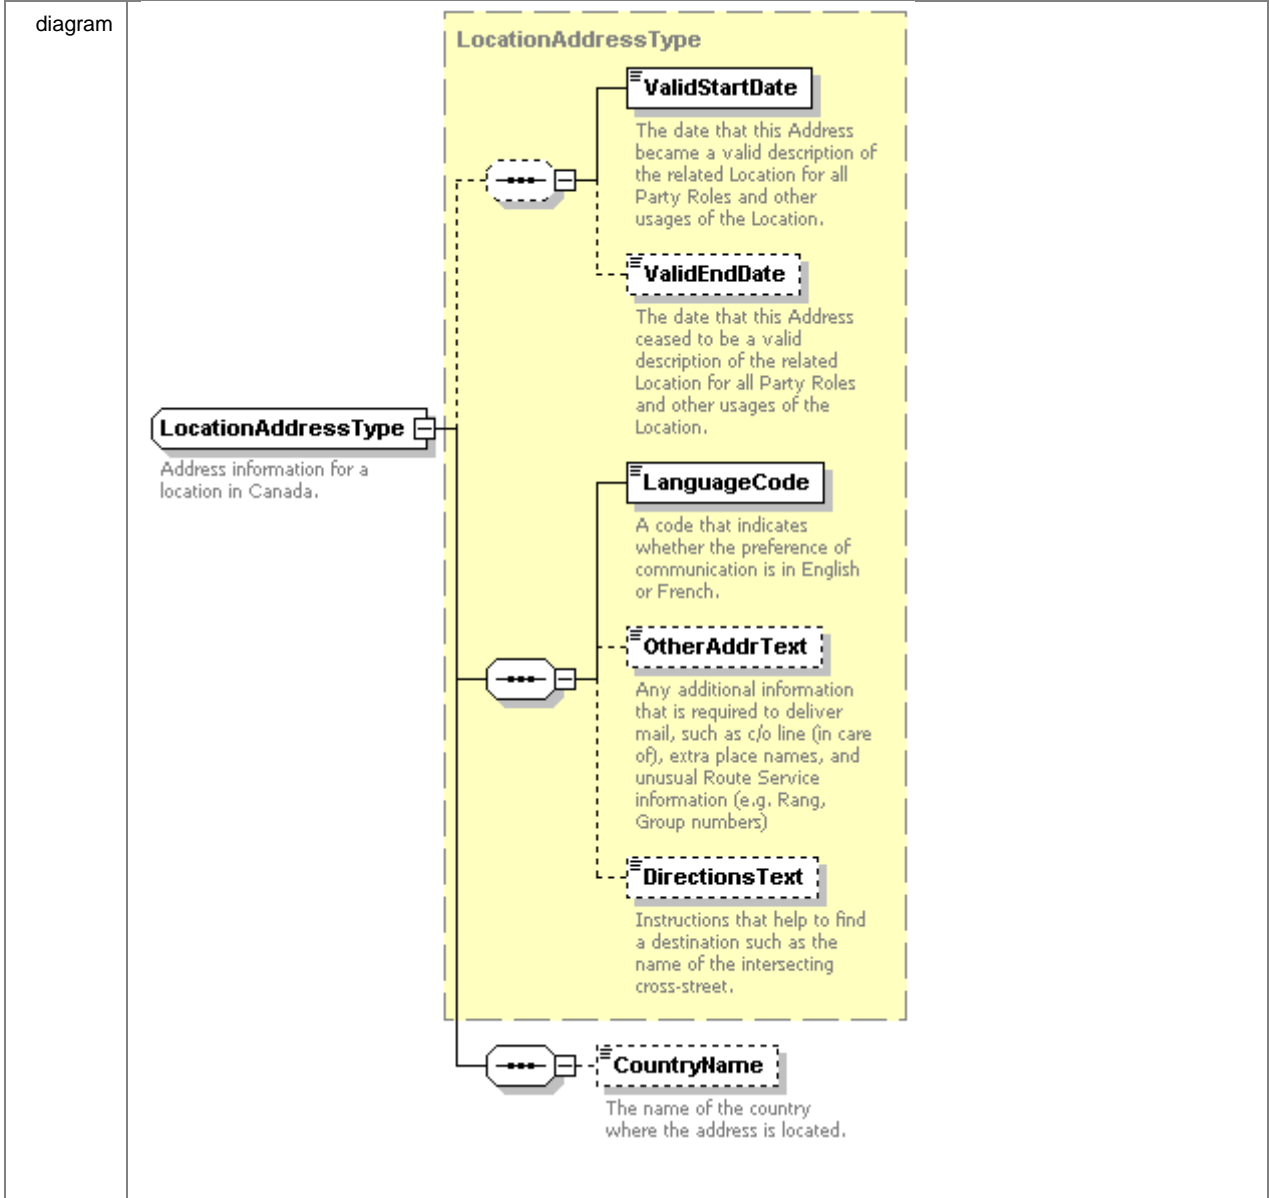 diagram
LocationAddressType
ValidStartDate
The date that this Address
became a valid description of
the related Location for all
Party Roles and other
usages of the Location.
ValidEndDate
The date that this Address
ceased to be a valid
description of the related
Location for all Party Roles
and other usages of the
Location.
LocationAddressType
Address information for a
location in Canada.
LanguageCode
A code that indicates
whether the preference of
communication is in English
or French.
OtherAddrText
Any additional information
that is required to deliver
mail, such as c/o line (in care
of), extra place names, and
unusual Route Service
information (e.g. Rang,
Group numbers)
DirectionsText
Instructions that help to find
a destination such as the
name of the intersecting
cross-street.
CountryName
The name of the country
where the address is located.